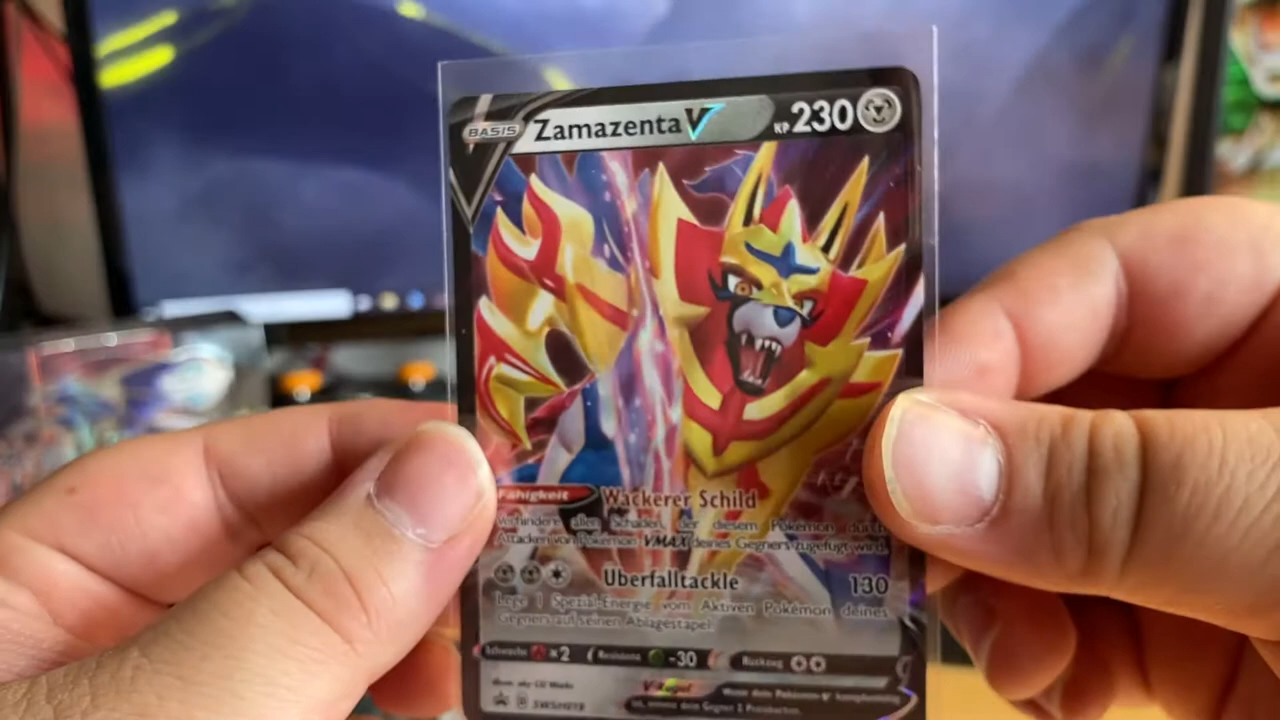 BASIS Zamazenta V KP 230
Fähigkeit Wackerer Schild
Verhindere allen Schaden, der diesem Pokémon durch
Attacken von Pokémon VMAX deines Gegners zugefügt wird.
Überfalltackle 130
Lege 1 Spezial-Energie vom Aktiven Pokémon deines
Gegners auf seinen Ablagestapel.
Schwäche ×2 Resistenz -30 Rückzug
Wenn dein Pokémon-V kampfunfähig
ist, nimmt dein Gegner 2 Preiskarten.